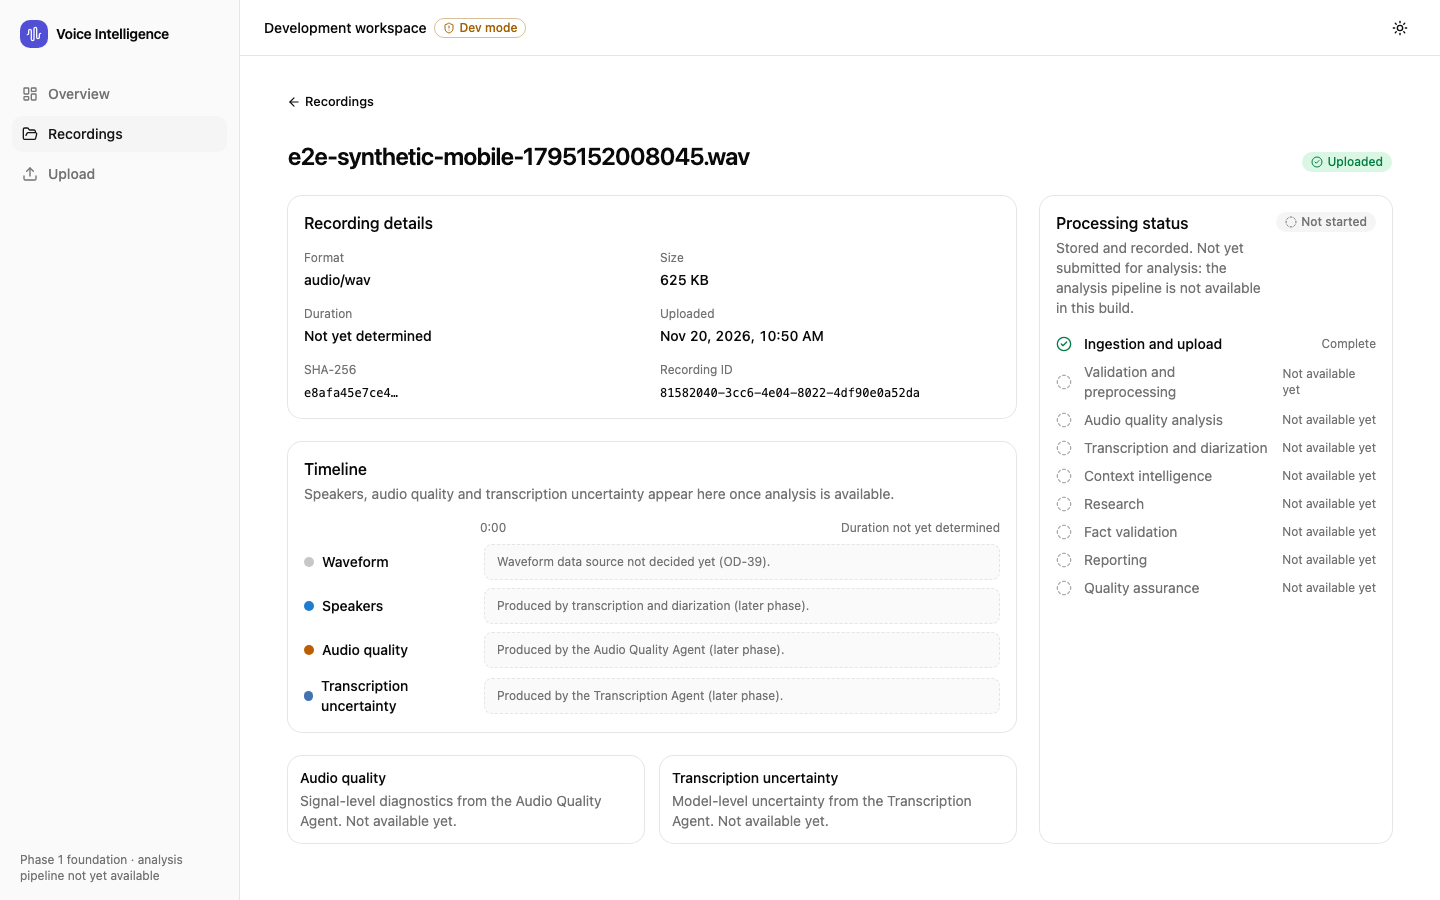 Voice Intelligence
Overview
Recordings
Upload
Phase 1 foundation · analysis
pipeline not yet available
Development workspace
Dev mode
Recordings
e2e-synthetic-mobile-1795152008045.wav
Uploaded
Recording details
Format
audio/wav
Size
625 KB
Duration
Not yet determined
Uploaded
Nov 20, 2026, 10:50 AM
SHA-256
e8afa45e7ce4…
Recording ID
81582040-3cc6-4e04-8022-4df90e0a52da
Timeline
Speakers, audio quality and transcription uncertainty appear here once analysis is available.
0:00
Duration not yet determined
Waveform
Waveform data source not decided yet (OD-39).
Speakers
Produced by transcription and diarization (later phase).
Audio quality
Produced by the Audio Quality Agent (later phase).
Transcription
uncertainty
Produced by the Transcription Agent (later phase).
Audio quality
Signal-level diagnostics from the Audio Quality
Agent. Not available yet.
Transcription uncertainty
Model-level uncertainty from the Transcription
Agent. Not available yet.
Processing status
Not started
Stored and recorded. Not yet
submitted for analysis: the
analysis pipeline is not available
in this build.
Ingestion and upload
Complete
Validation and
preprocessing
Not available
yet
Audio quality analysis
Not available yet
Transcription and diarization
Not available yet
Context intelligence
Not available yet
Research
Not available yet
Fact validation
Not available yet
Reporting
Not available yet
Quality assurance
Not available yet